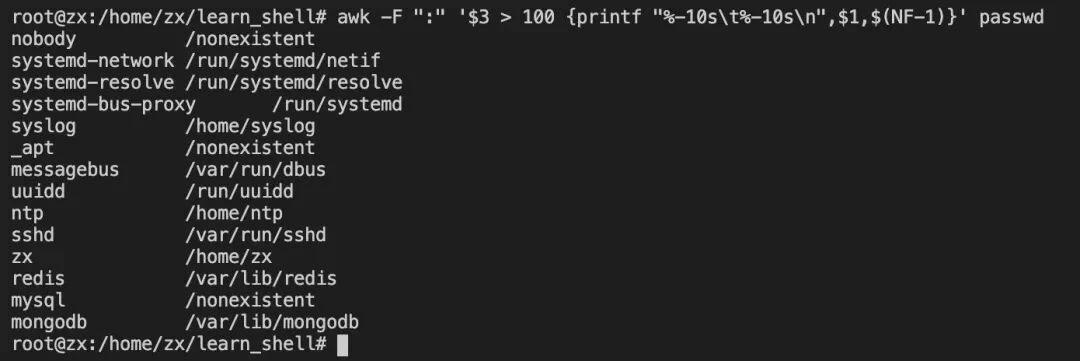 root@zx:/home/zx/learn_shell# awk -F ":" '$3 > 100 {printf "%-10s\t%-10s\n",$1,$(NF-1)}' passwd
nobody          /nonexistent
systemd-network /run/systemd/netif
systemd-resolve /run/systemd/resolve
systemd-bus-proxy       /run/systemd
syslog          /home/syslog
_apt            /nonexistent
messagebus      /var/run/dbus
uuidd           /run/uuidd
ntp             /home/ntp
sshd            /var/run/sshd
zx              /home/zx
redis           /var/lib/redis
mysql           /nonexistent
mongodb         /var/lib/mongodb
root@zx:/home/zx/learn_shell#